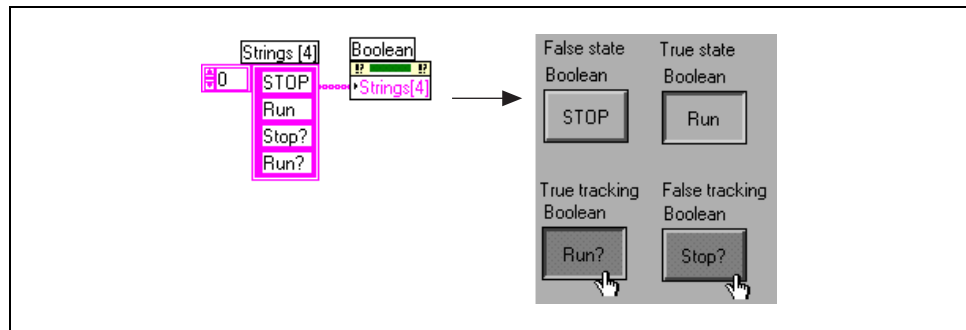 Strings [4]
0
STOP
Run
Stop?
Run?
Boolean
!? !?
Strings[4]
False state
Boolean
STOP
True state
Boolean
Run
True tracking
Boolean
Run?
False tracking
Boolean
Stop?